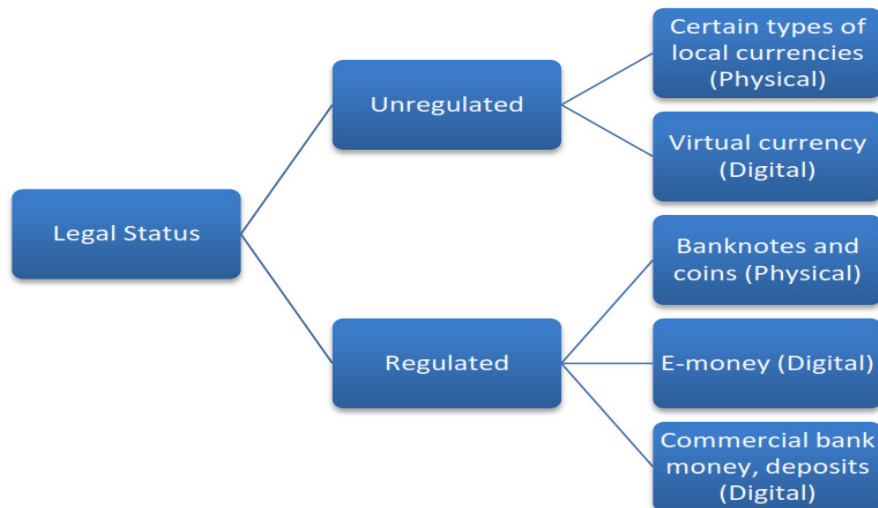 Certain types of
local currencies
(Physical)
Unregulated
Virtual currency
(Digital)
Legal Status
Banknotes and
coins (Physical)
Regulated
E-money (Digital)
Commercial bank
money, deposits
(Digital)